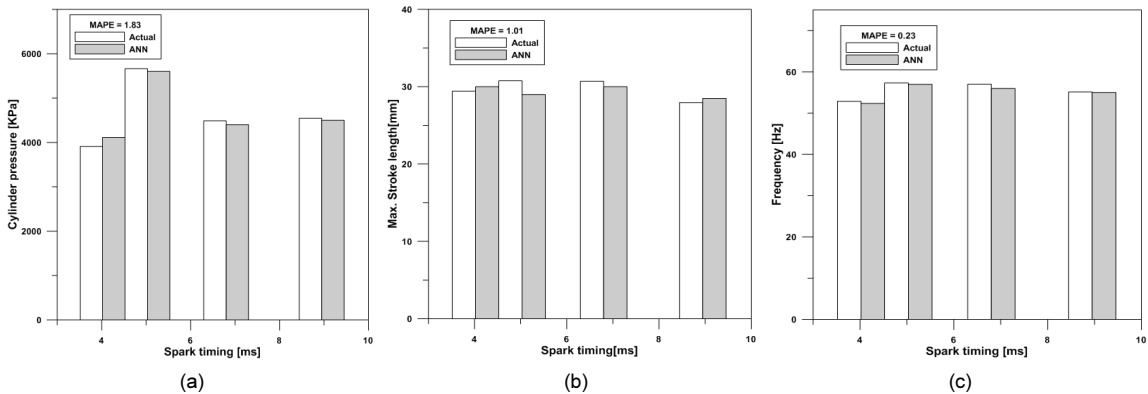 MAPE = 1.83
Actual
ANN
Cylinder pressure [KPa]
6000
4000
2000
0
4
6
8
10
Spark timing [ms]
(a)
MAPE = 1.01
Actual
ANN
Max. Stroke length[mm]
40
30
20
10
0
4
6
8
10
Spark timing[ms]
(b)
MAPE = 0.23
Actual
ANN
Frequency [Hz]
60
40
20
0
4
6
8
10
Spark timing [ms]
(c)